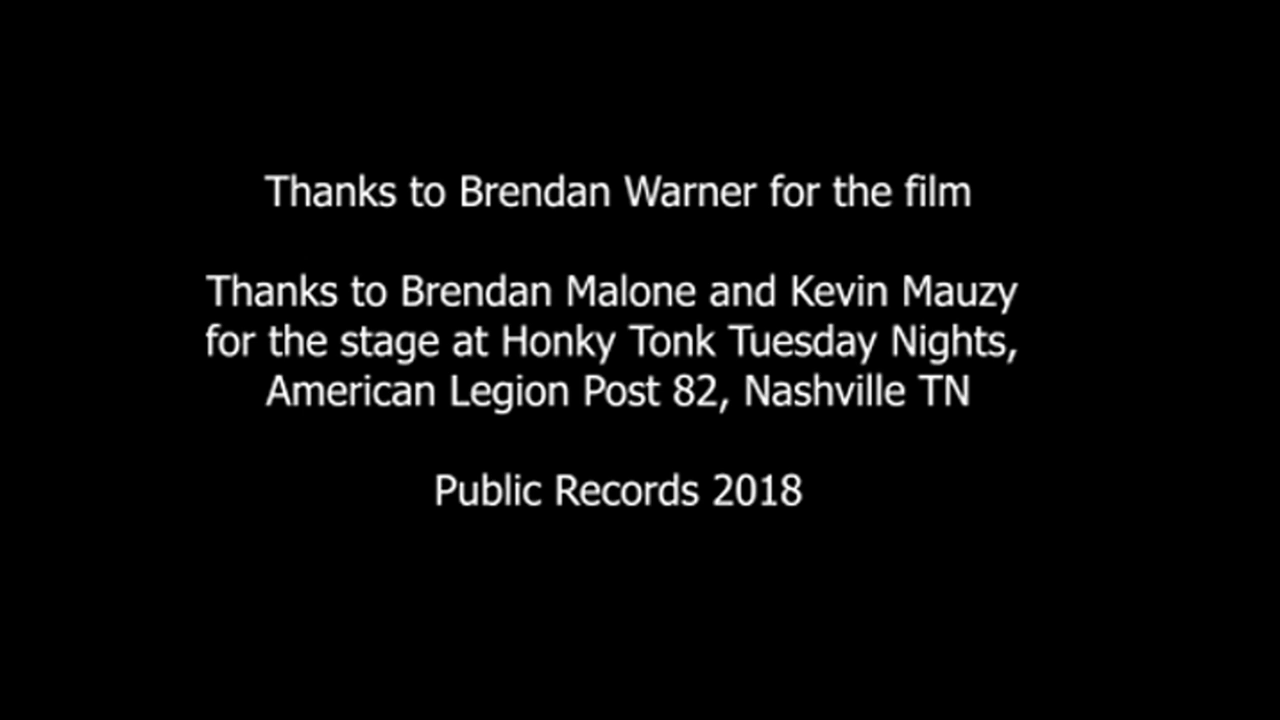 Thanks to Brendan Warner for the film
Thanks to Brendan Malone and Kevin Mauzy
for the stage at Honky Tonk Tuesday Nights,
American Legion Post 82, Nashville TN
Public Records 2018